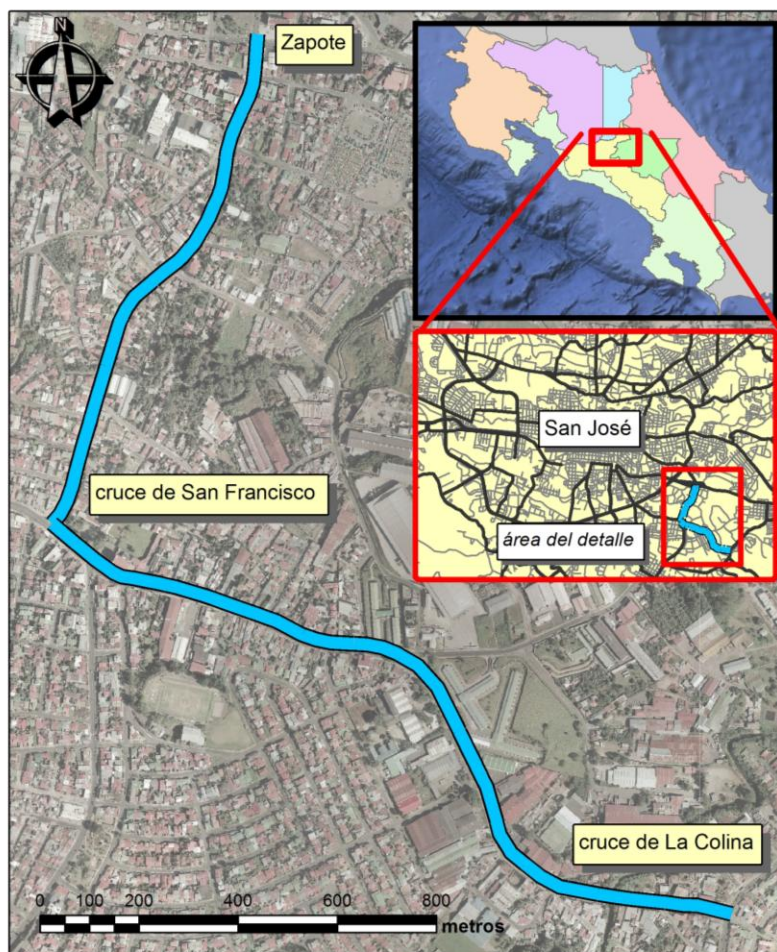 N
Zapote
San José
área del detalle
cruce de San Francisco
cruce de La Colina
0 100 200 400 600 800
metros